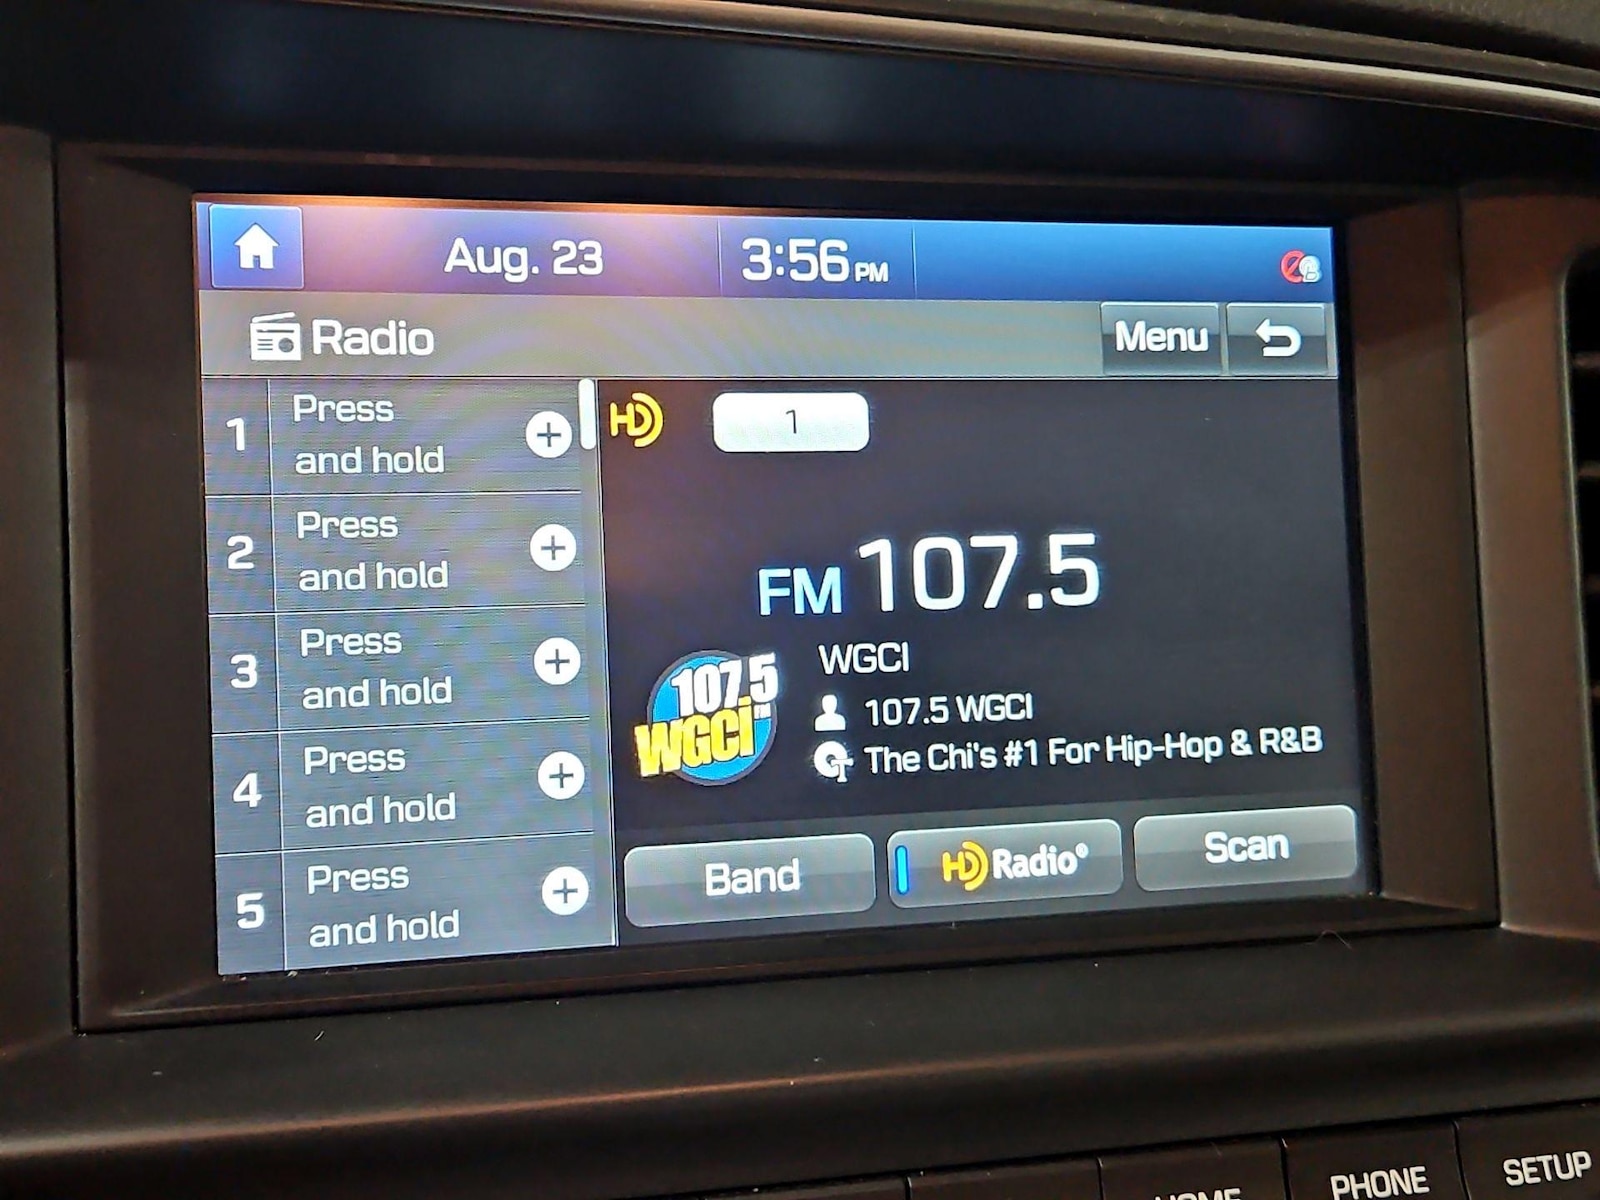 Aug. 23
3:56 PM
Radio
Menu
1 Press
and hold
2 Press
and hold
3 Press
and hold
4 Press
and hold
5 Press
and hold
HD
1
FM 107.5
WGCI
107.5 WGCI
The Chi's #1 For Hip-Hop & R&B
107.5
WGCi FM
Band
HD Radio®
Scan
HOME
PHONE
SETUP